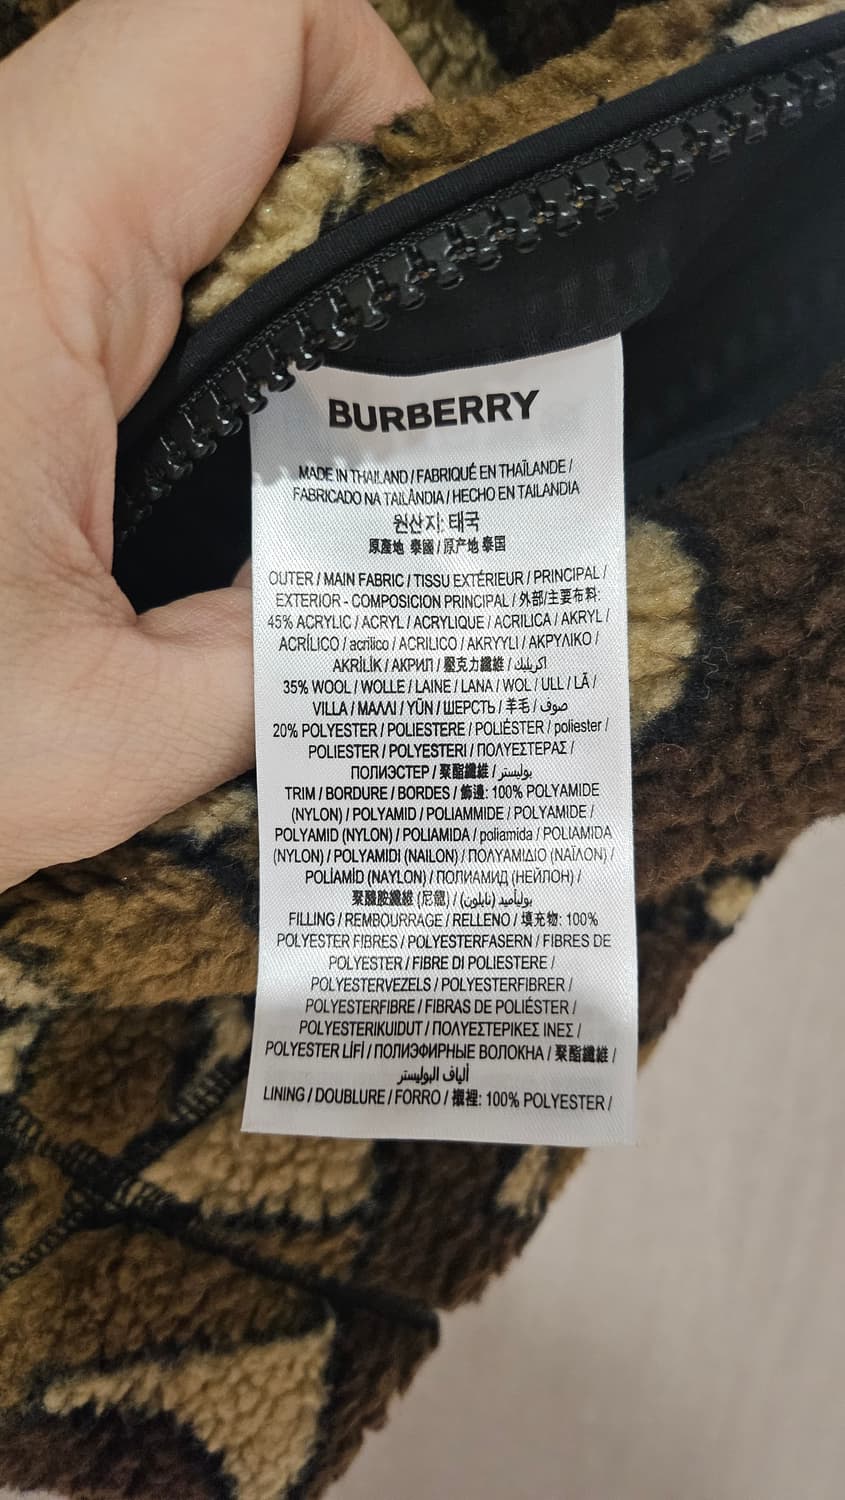 BURBERRY
MADE IN THAILAND / FABRIQUÉ EN THAÏLANDE /
FABRICADO NA TAILÂNDIA / HECHO EN TAILANDIA
원산지: 태국
原產地 泰國 / 原产地 泰国
OUTER / MAIN FABRIC / TISSU EXTÉRIEUR / PRINCIPAL /
EXTERIOR - COMPOSICION PRINCIPAL / 外部/主要布料:
45% ACRYLIC / ACRYL / ACRYLIQUE / ACRILICA / AKRYL /
ACRÍLICO / acrilico / ACRILICO / AKRYYLI / ΑΚΡΥΛΙΚΟ /
AKRİLİK / АКРИЛ / 聚克力纖維 / اكريليك
35% WOOL / WOLLE / LAINE / LANA / WOL / ULL / LÃ /
VILLA / ΜΑΛΛΙ / YÜN / ШЕРСТЬ / 羊毛 / صوف
20% POLYESTER / POLIESTERE / POLIÉSTER / poliester /
POLIESTER / POLYESTERI / ΠΟΛΥΕΣΤΕΡΑΣ /
ПОЛИЭСТЕР / 聚酯纖維 / بوليستر
TRIM / BORDURE / BORDES / 飾邊: 100% POLYAMIDE
(NYLON) / POLYAMID / POLIAMMIDE / POLYAMIDE /
POLYAMID (NYLON) / POLIAMIDA / poliamida / POLIAMIDA
(NYLON) / POLYAMIDI (NAILON) / ΠΟΛΥΑΜΙΔΙΟ (ΝΑΪΛΟΝ) /
POLİAMİD (NAYLON) / ПОЛИАМИД (НЕЙЛОН) /
聚酸胺纖維 (尼龍) / بولياميد (نايلون)
FILLING / REMBOURRAGE / RELLENO / 填充物: 100%
POLYESTER FIBRES / POLYESTERFASERN / FIBRES DE
POLYESTER / FIBRE DI POLIESTERE /
POLYESTERVEZELS / POLYESTERFIBRER /
POLYESTERFIBRE / FIBRAS DE POLIÉSTER /
POLYESTERIKUIDUT / ΠΟΛΥΕΣΤΕΡΙΚΕΣ ΙΝΕΣ /
POLYESTER LİFİ / ПОЛИЭФИРНЫЕ ВОЛОКНА / 聚酯纖維 /
ألياف البوليستر
LINING / DOUBLURE / FORRO / 襯裡: 100% POLYESTER /